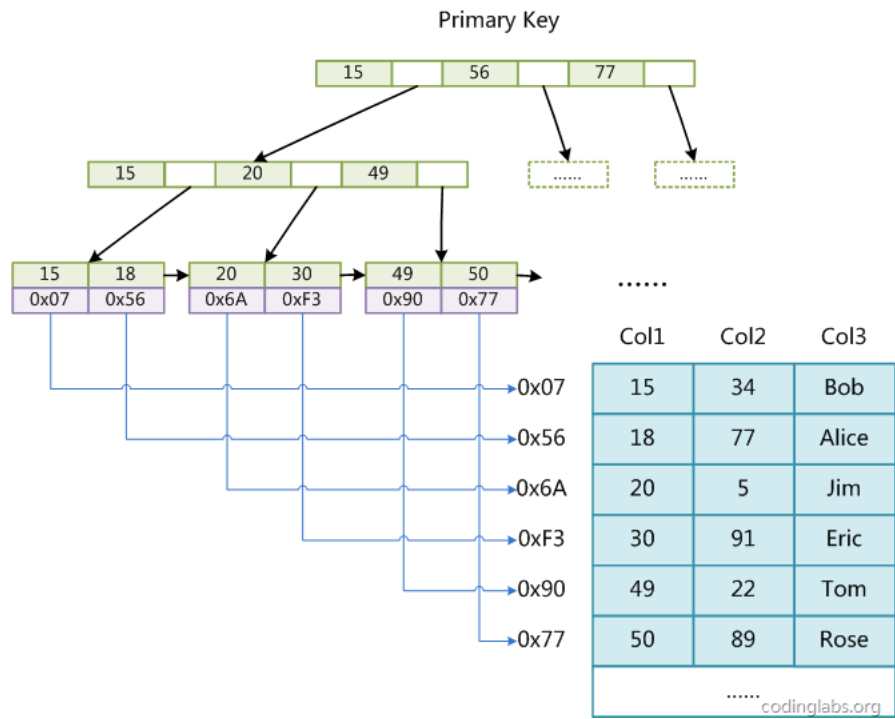 Primary Key
15 56 77
15 20 49
...... ......
15 18 20 30 49 50
0x07 0x56 0x6A 0xF3 0x90 0x77
......
Col1 Col2 Col3
0x07 15 34 Bob
0x56 18 77 Alice
0x6A 20 5 Jim
0xF3 30 91 Eric
0x90 49 22 Tom
0x77 50 89 Rose
......
codinglabs.org